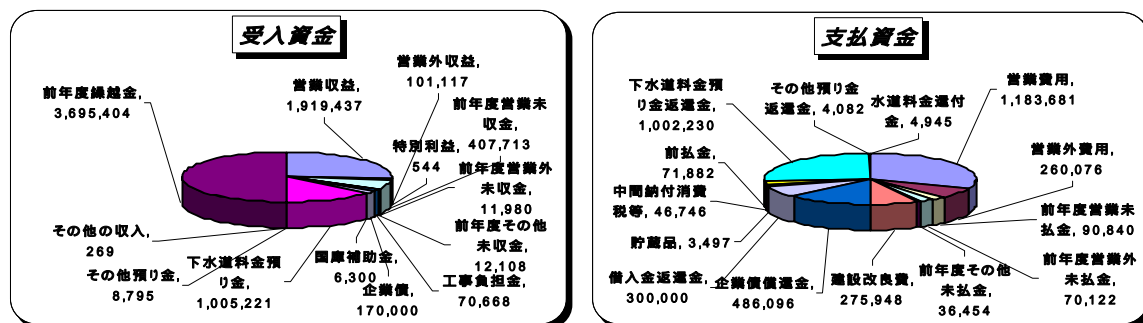 受入資金
営業外収益,
101,117
営業収益,
1,919,437
前年度繰越金,
3,695,404
前年度営業未
収金,
407,713
特別利益,
544
前年度営業外
未収金,
11,980
前年度その他
未収金,
12,108
工事負担金,
70,668
企業債,
170,000
国庫補助金,
6,300
下水道料金預
り金,
1,005,221
その他預り金,
8,795
その他の収入,
269
支払資金
下水道料金預
り金返還金,
1,002,230
その他預り金
返還金, 4,082
水道料金還付
金, 4,945
営業費用,
1,183,681
営業外費用,
260,076
前年度営業未
払金, 90,840
前年度営業外
未払金,
70,122
前年度その他
未払金,
36,454
建設改良費,
275,948
企業債償還金,
486,096
借入金返還金,
300,000
貯蔵品, 3,497
中間納付消費
税等, 46,746
前払金,
71,882